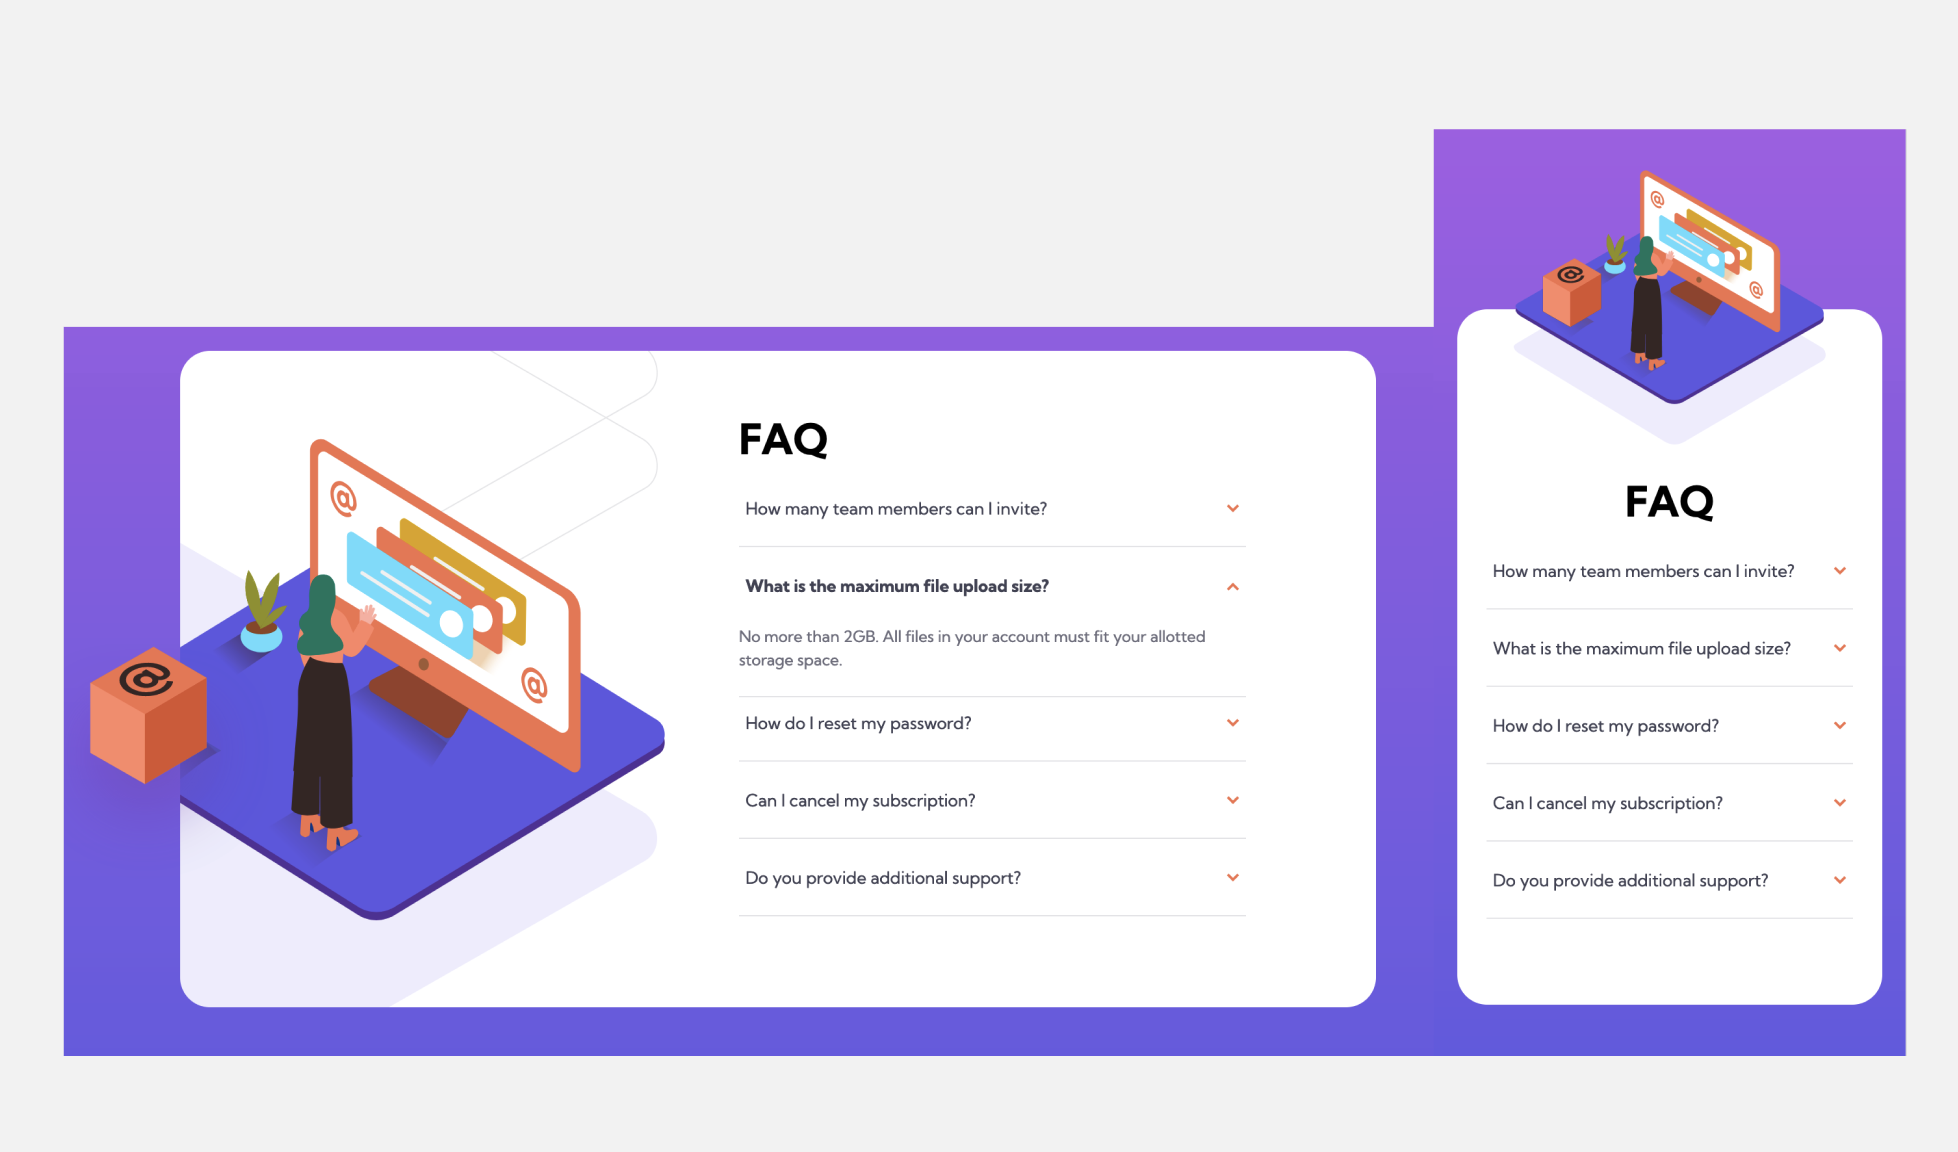 @
@
@
FAQ
How many team members can I invite?
What is the maximum file upload size?
No more than 2GB. All files in your account must fit your allotted
storage space.
How do I reset my password?
Can I cancel my subscription?
Do you provide additional support?
@
@
@
FAQ
How many team members can I invite?
What is the maximum file upload size?
How do I reset my password?
Can I cancel my subscription?
Do you provide additional support?